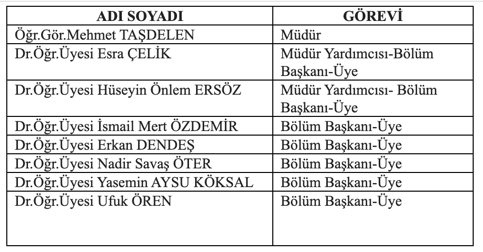 ADI SOYADI GÖREVİ
Öğr.Gör.Mehmet TAŞDELEN Müdür
Dr.Öğr.Üyesi Esra ÇELİK Müdür Yardımcısı-Bölüm
Başkanı-Üye
Dr.Öğr.Üyesi Hüseyin Önlem ERSÖZ Müdür Yardımcısı- Bölüm
Başkanı-Üye
Dr.Öğr.Üyesi İsmail Mert ÖZDEMİR Bölüm Başkanı-Üye
Dr.Öğr.Üyesi Erkan DENDEŞ Bölüm Başkanı-Üye
Dr.Öğr.Üyesi Nadir Savaş ÖTER Bölüm Başkanı-Üye
Dr.Öğr.Üyesi Yasemin AYSU KÖKSAL Bölüm Başkanı-Üye
Dr.Öğr.Üyesi Ufuk ÖREN Bölüm Başkanı-Üye